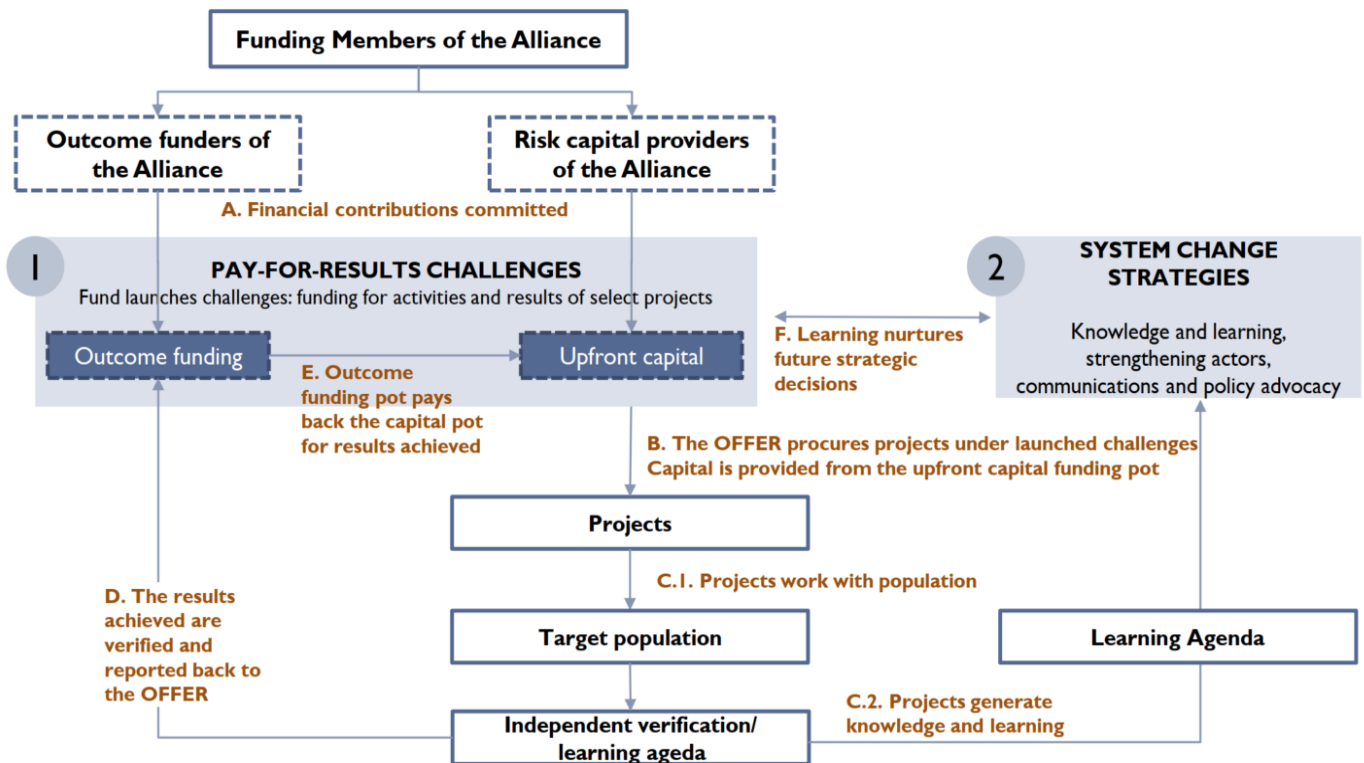 Funding Members of the Alliance
Outcome funders of
the Alliance
Risk capital providers
of the Alliance
A. Financial contributions committed
1
PAY-FOR-RESULTS CHALLENGES
Fund launches challenges: funding for activities and results of select projects
Outcome funding
Upfront capital
E. Outcome
funding pot pays
back the capital pot
for results achieved
F. Learning nurtures
future strategic
decisions
2
SYSTEM CHANGE
STRATEGIES
Knowledge and learning,
strengthening actors,
communications and policy advocacy
B. The OFFER procures projects under launched challenges
Capital is provided from the upfront capital funding pot
Projects
C.1. Projects work with population
D. The results
achieved are
verified and
reported back to
the OFFER
Target population
Learning Agenda
C.2. Projects generate
knowledge and learning
Independent verification/
learning ageda